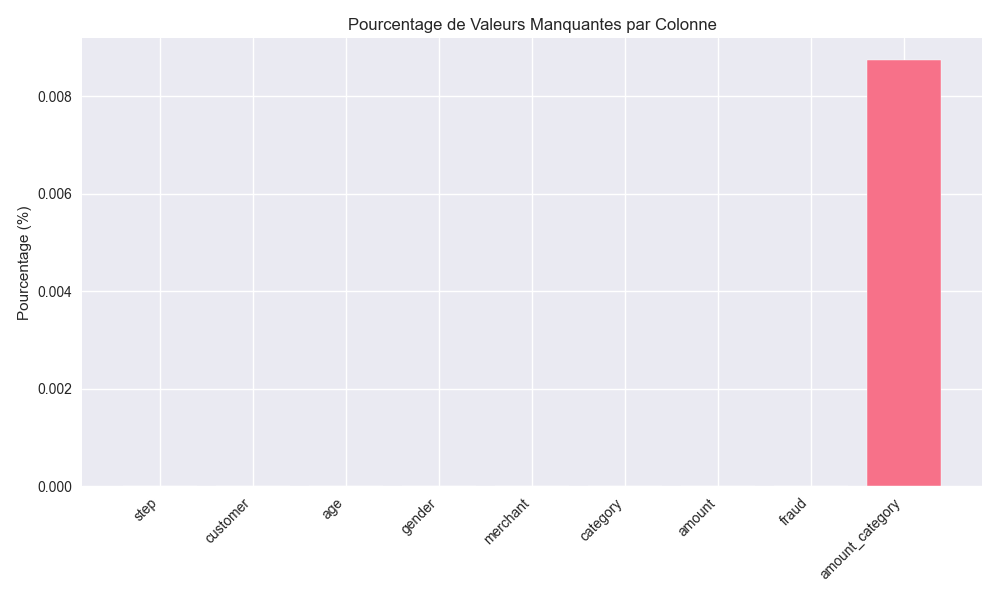 Pourcentage de Valeurs Manquantes par Colonne
Pourcentage (%)
0.008
0.006
0.004
0.002
0.000
step
customer
age
gender
merchant
category
amount
fraud
amount_category